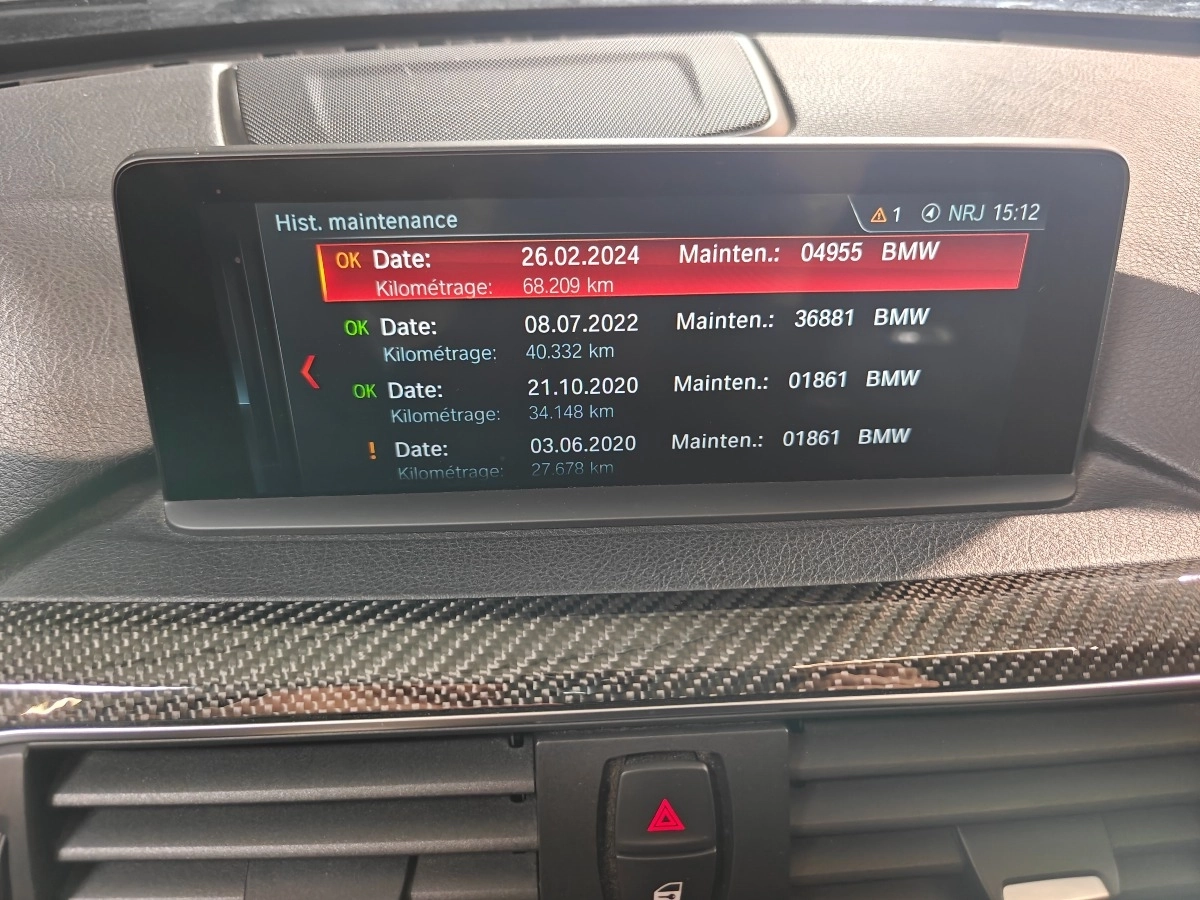 Hist. maintenance 1 NRJ 15:12
OK Date: 26.02.2024 Mainten.: 04955 BMW
Kilométrage: 68.209 km
OK Date: 08.07.2022 Mainten.: 36881 BMW
Kilométrage: 40.332 km
OK Date: 21.10.2020 Mainten.: 01861 BMW
Kilométrage: 34.148 km
! Date: 03.06.2020 Mainten.: 01861 BMW
Kilométrage: 27.678 km